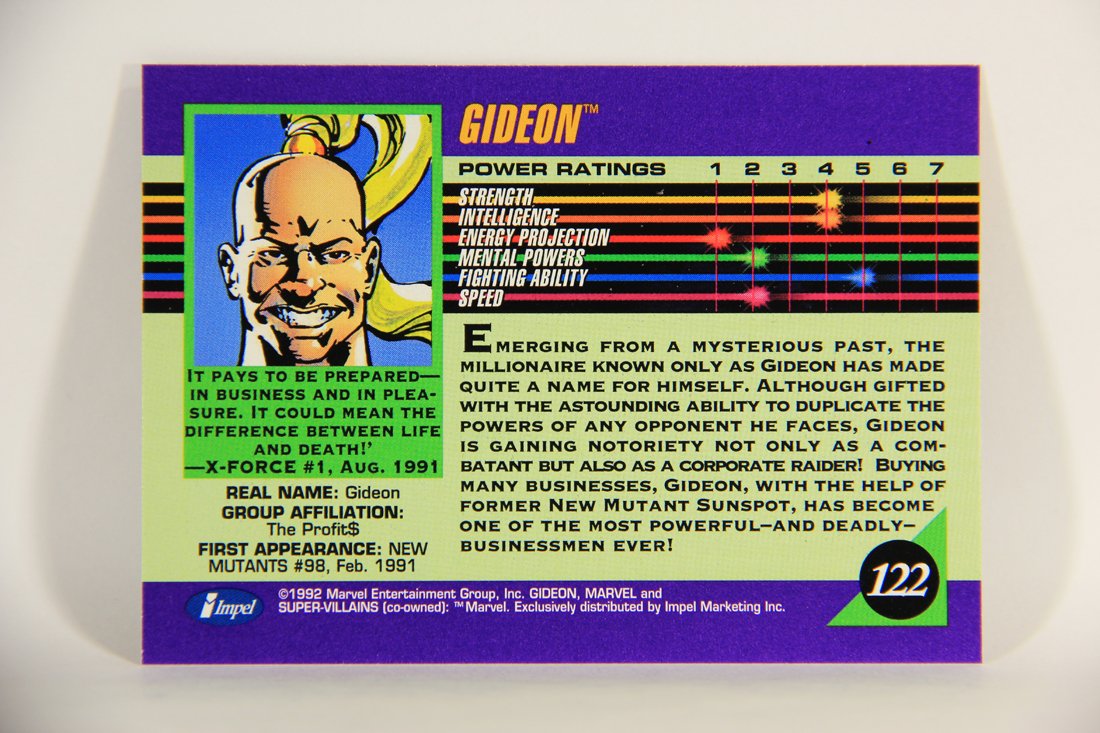 GIDEON™
POWER RATINGS 1 2 3 4 5 6 7
STRENGTH
INTELLIGENCE
ENERGY PROJECTION
MENTAL POWERS
FIGHTING ABILITY
SPEED
IT PAYS TO BE PREPARED—
IN BUSINESS AND IN PLEA-
SURE. IT COULD MEAN THE
DIFFERENCE BETWEEN LIFE
AND DEATH!'
—X-FORCE #1, AUG. 1991
REAL NAME: Gideon
GROUP AFFILIATION:
The Profit$
FIRST APPEARANCE: NEW
MUTANTS #98, Feb. 1991
EMERGING FROM A MYSTERIOUS PAST, THE
MILLIONAIRE KNOWN ONLY AS GIDEON HAS MADE
QUITE A NAME FOR HIMSELF. ALTHOUGH GIFTED
WITH THE ASTOUNDING ABILITY TO DUPLICATE THE
POWERS OF ANY OPPONENT HE FACES, GIDEON
IS GAINING NOTORIETY NOT ONLY AS A COM-
BATANT BUT ALSO AS A CORPORATE RAIDER! BUYING
MANY BUSINESSES, GIDEON, WITH THE HELP OF
FORMER NEW MUTANT SUNSPOT, HAS BECOME
ONE OF THE MOST POWERFUL—AND DEADLY—
BUSINESSMEN EVER!
122
i Impel
©1992 Marvel Entertainment Group, Inc. GIDEON, MARVEL and
SUPER-VILLAINS (co-owned): ™Marvel. Exclusively distributed by Impel Marketing Inc.